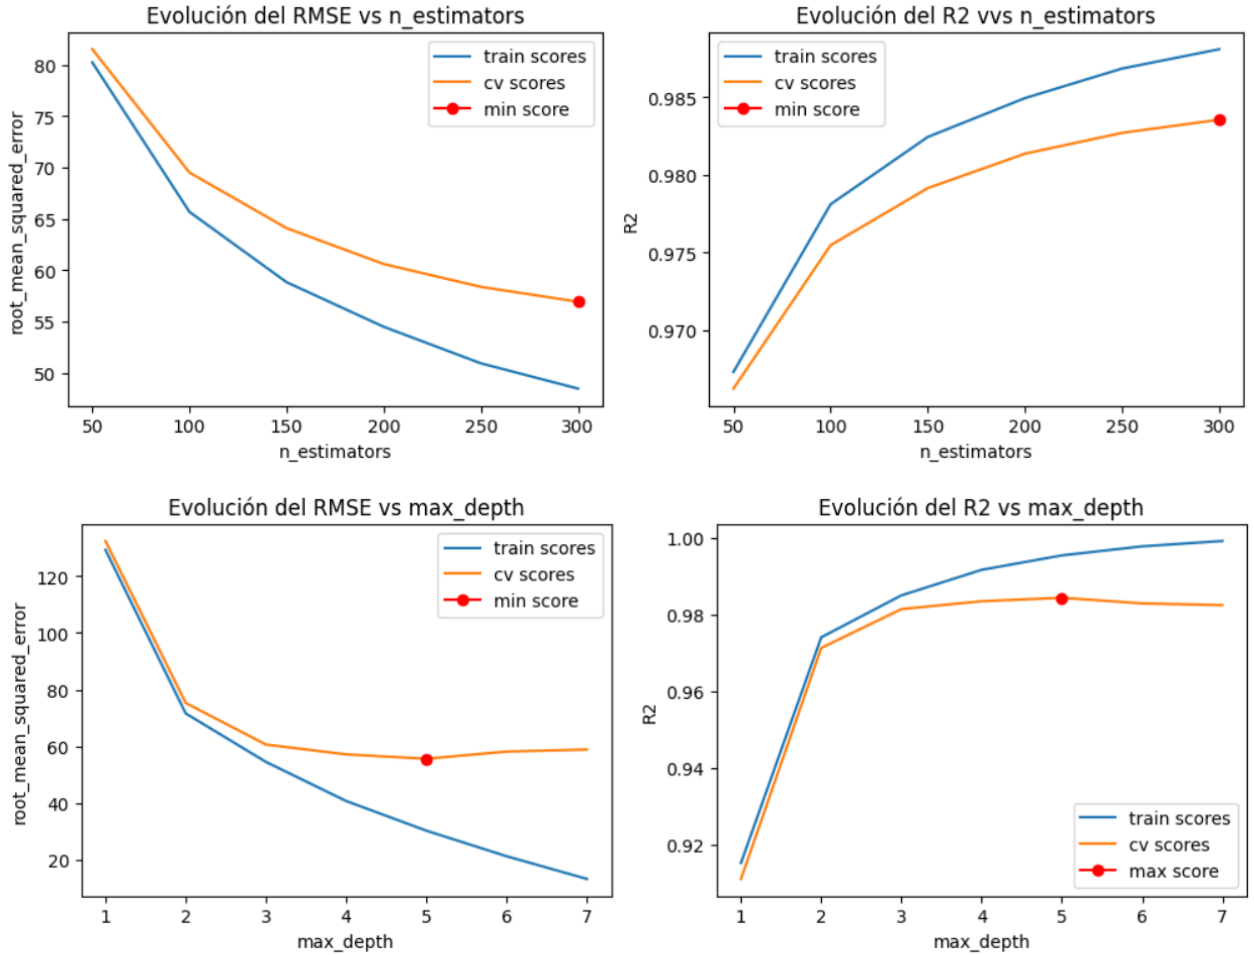 Evolución del RMSE vs n_estimators
root_mean_squared_error
80
75
70
65
60
55
50
train scores
cv scores
min score
50 100 150 200 250 300
n_estimators
Evolución del R2 vvs n_estimators
R2
0.985
0.980
0.975
0.970
train scores
cv scores
min score
50 100 150 200 250 300
n_estimators
Evolución del RMSE vs max_depth
root_mean_squared_error
120
100
80
60
40
20
train scores
cv scores
min score
1 2 3 4 5 6 7
max_depth
Evolución del R2 vs max_depth
R2
1.00
0.98
0.96
0.94
0.92
train scores
cv scores
max score
1 2 3 4 5 6 7
max_depth